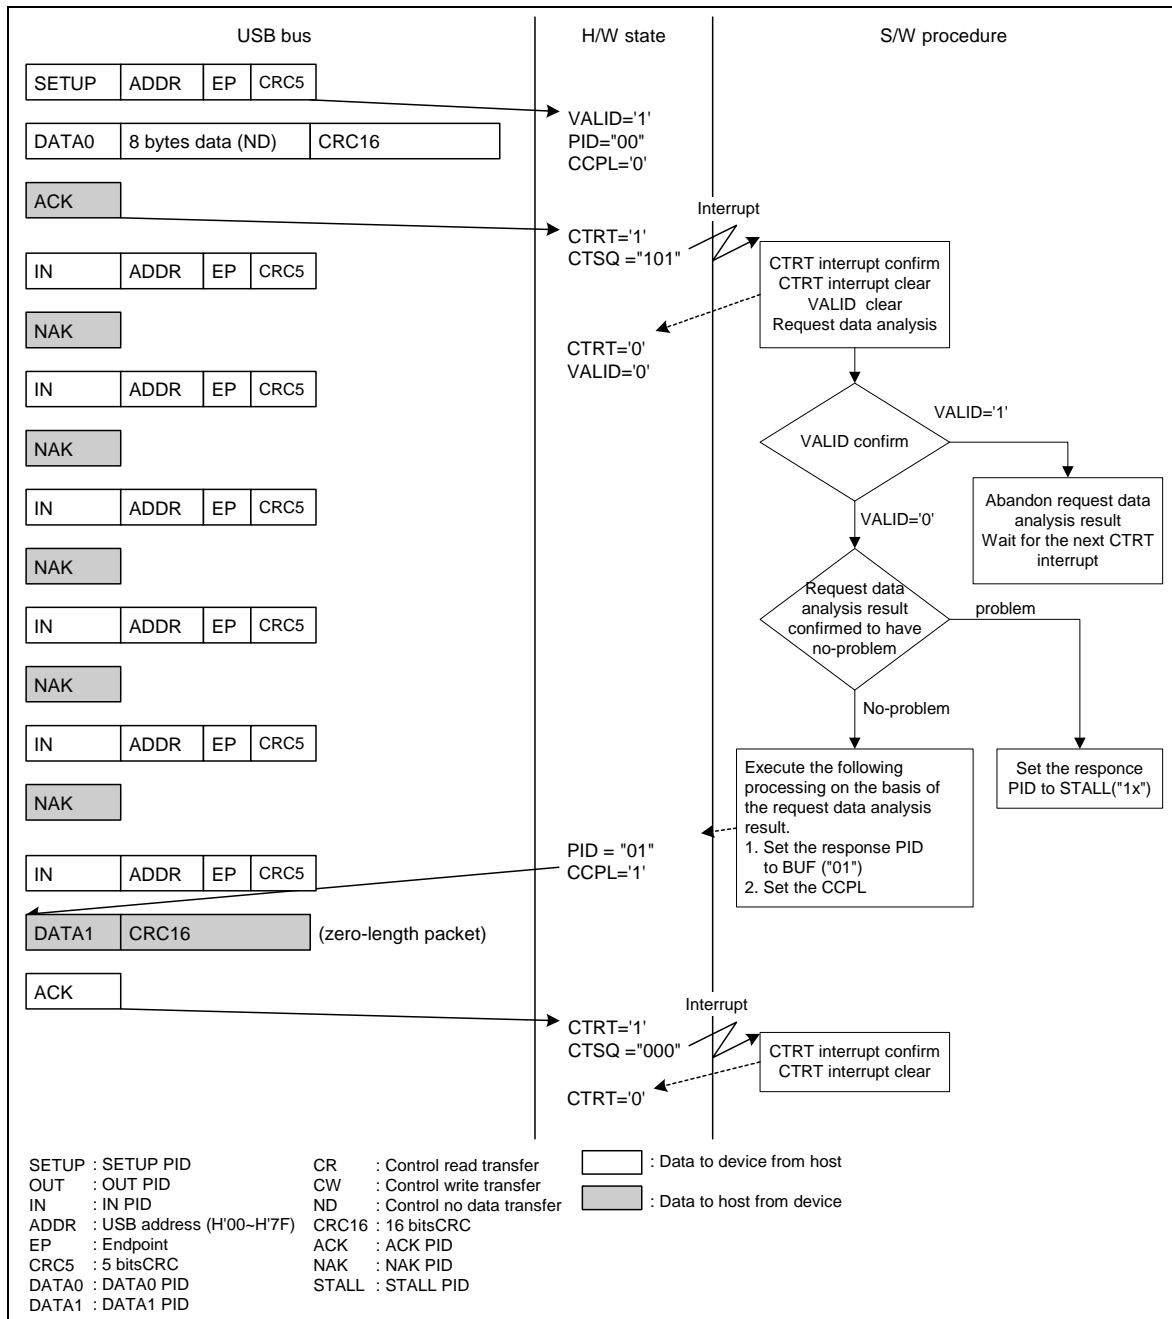 USB bus
H/W state
S/W procedure
SETUP ADDR EP CRC5
VALID='1'
PID="00"
CCPL='0'
DATA0 8 bytes data (ND) CRC16
ACK
Interrupt
CTRT='1'
CTSQ ="101"
IN ADDR EP CRC5
CTRT interrupt confirm
CTRT interrupt clear
VALID clear
Request data analysis
NAK
CTRT='0'
VALID='0'
IN ADDR EP CRC5
VALID='1'
VALID confirm
NAK
IN ADDR EP CRC5
VALID='0'
Abandon request data
analysis result
Wait for the next CTRT
interrupt
NAK
IN ADDR EP CRC5
Request data
analysis result
confirmed to have
no-problem
problem
NAK
No-problem
IN ADDR EP CRC5
Execute the following
processing on the basis of
the request data analysis
result.
1. Set the response PID
to BUF ("01")
2. Set the CCPL
Set the responce
PID to STALL("1x")
NAK
PID = "01"
CCPL='1'
IN ADDR EP CRC5
DATA1 CRC16 (zero-length packet)
ACK
Interrupt
CTRT='1'
CTSQ ="000"
CTRT interrupt confirm
CTRT interrupt clear
CTRT='0'
SETUP : SETUP PID
OUT : OUT PID
IN : IN PID
ADDR : USB address (H'00~H'7F)
EP : Endpoint
CRC5 : 5 bitsCRC
DATA0 : DATA0 PID
DATA1 : DATA1 PID
CR : Control read transfer
CW : Control write transfer
ND : Control no data transfer
CRC16 : 16 bitsCRC
ACK : ACK PID
NAK : NAK PID
STALL : STALL PID
: Data to device from host
: Data to host from device